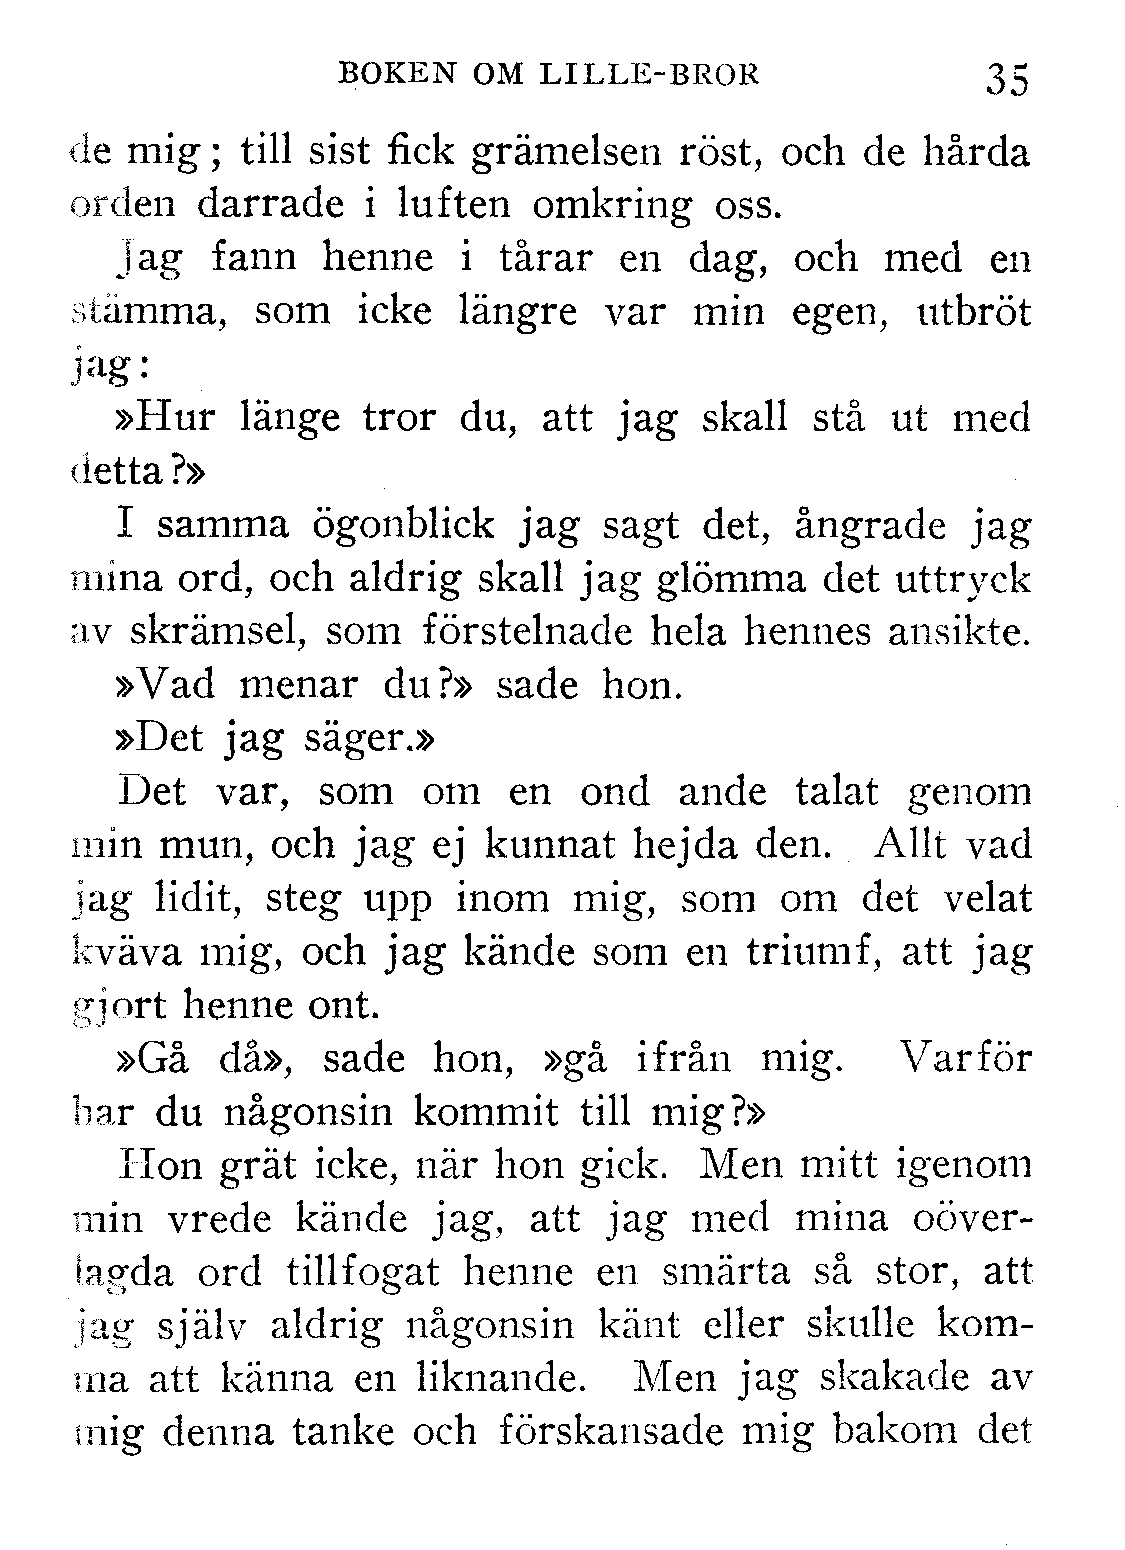 BOKEN OM LILLE-BROR 35
de mig; till sist fick grämelsen röst, och de hårda
orden darrade i luften omkring oss.
Jag fann henne i tårar en dag, och med en
stämma, som icke längre var min egen, utbröt
jag:
»Hur länge tror du, att jag skall stå ut med
detta?»
I samma ögonblick jag sagt det, ångrade jag
mina ord, och aldrig skall jag glömma det uttryck
av skrämsel, som förstelnade hela hennes ansikte.
»Vad menar du?» sade hon.
»Det jag säger.»
Det var, som om en ond ande talat genom
min mun, och jag ej kunnat hejda den. Allt vad
jag lidit, steg upp inom mig, som om det velat
kväva mig, och jag kände som en triumf, att jag
gjort henne ont.
»Gå då», sade hon, »gå ifrån mig. Varför
har du någonsin kommit till mig?»
Hon grät icke, när hon gick. Men mitt igenom
min vrede kände jag, att jag med mina oöver-
lagda ord tillfogat henne en smärta så stor, att
jag själv aldrig någonsin känt eller skulle kom-
ma att känna en liknande. Men jag skakade av
mig denna tanke och förskansade mig bakom det